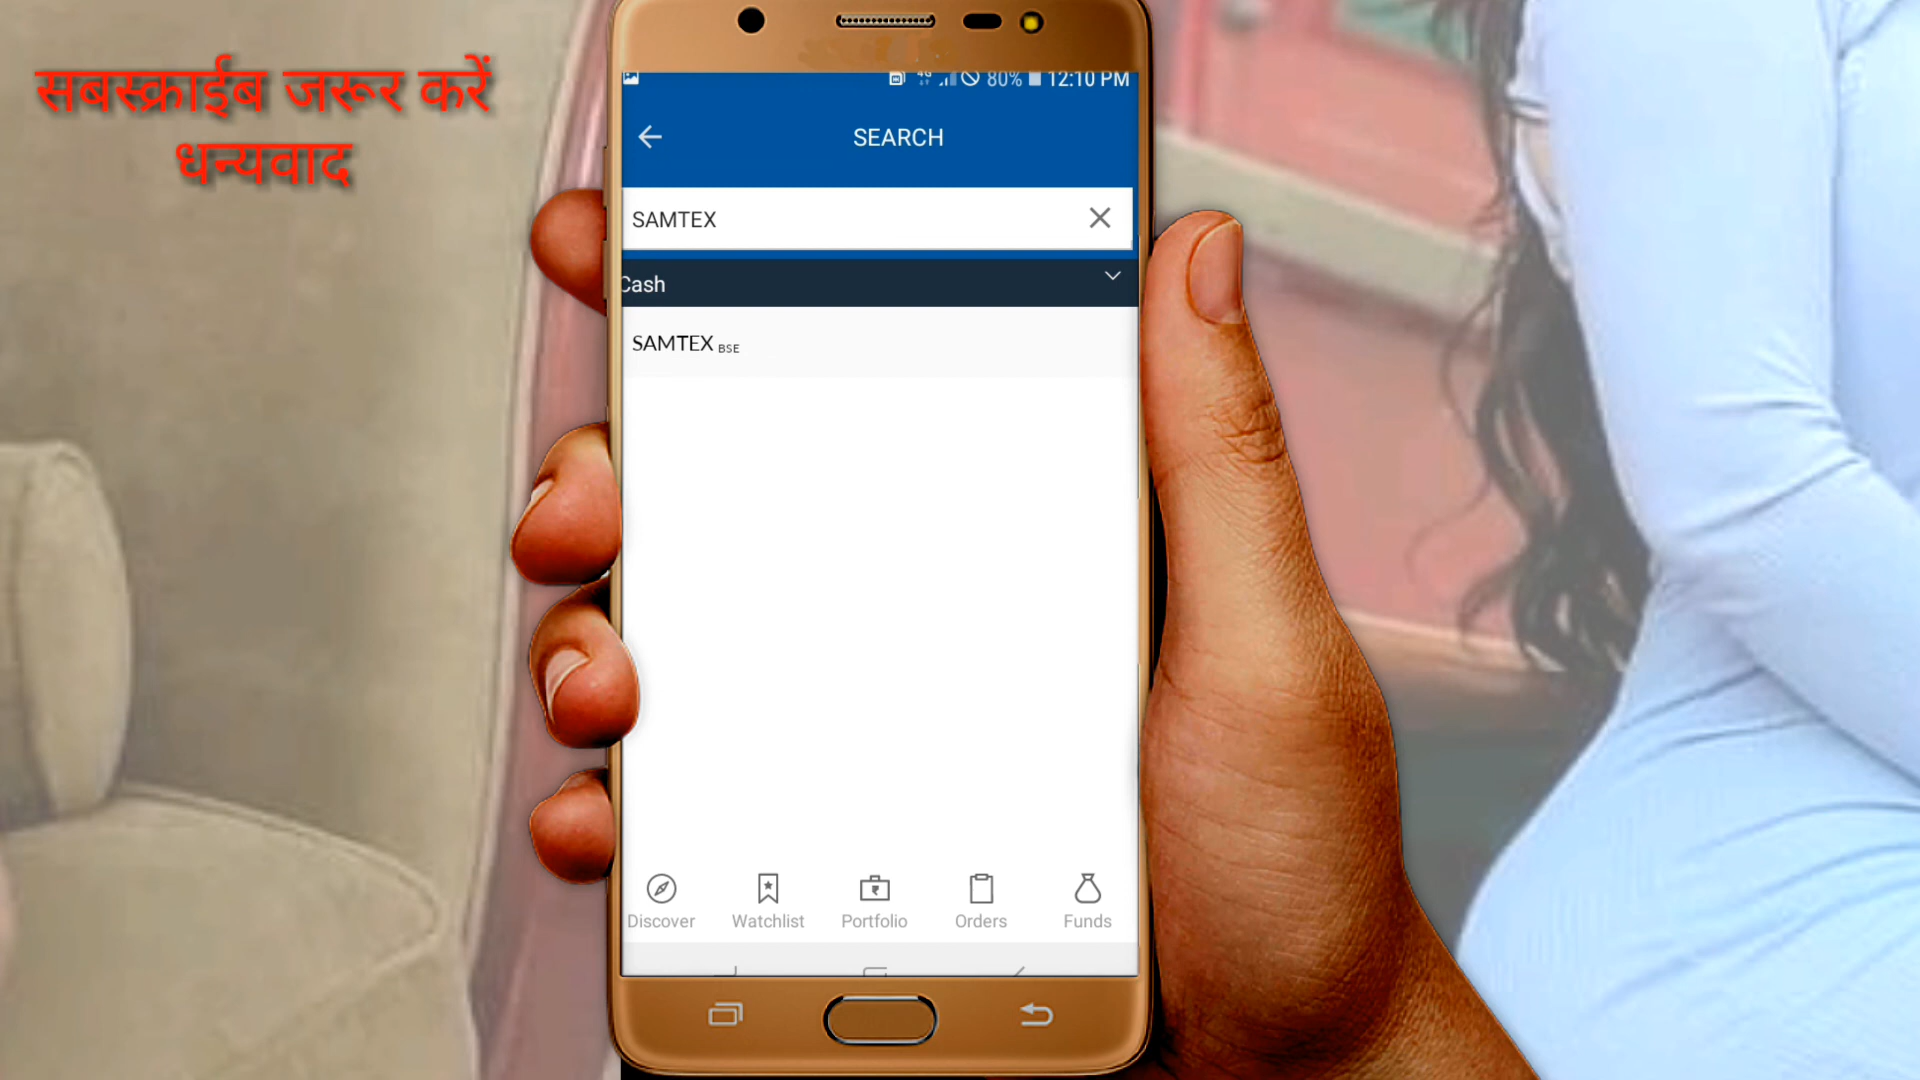 सबस्क्राईब जरूर करें
धन्यवाद
4G 80% 12:10 PM
SEARCH
SAMTEX
Cash
SAMTEX BSE
Discover Watchlist Portfolio Orders Funds